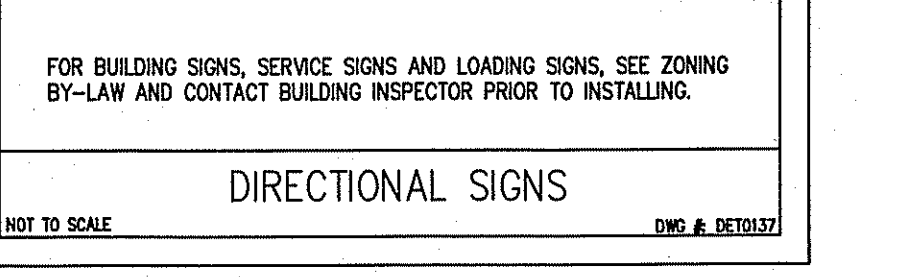 FOR BUILDING SIGNS, SERVICE SIGNS AND LOADING SIGNS, SEE ZONING
BY-LAW AND CONTACT BUILDING INSPECTOR PRIOR TO INSTALLING.
DIRECTIONAL SIGNS
NOT TO SCALE
DWG #: DET0137